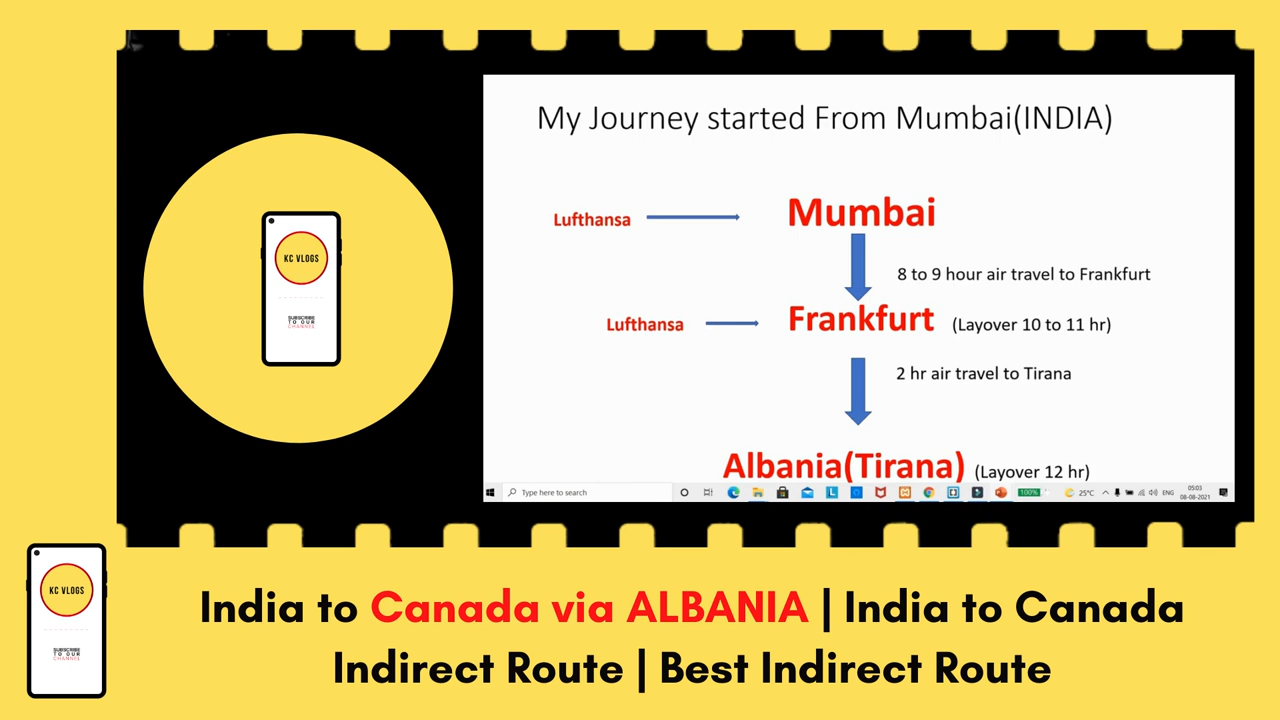 My Journey started From Mumbai(INDIA)
Lufthansa
Mumbai
8 to 9 hour air travel to Frankfurt
Lufthansa
Frankfurt (Layover 10 to 11 hr)
2 hr air travel to Tirana
Albania(Tirana) (Layover 12 hr)
Type here to search
100%
25°C
ENG
05:03
08-08-2021
KC VLOGS
SUBSCRIBE
TO OUR
CHANNEL
KC VLOGS
SUBSCRIBE
TO OUR
CHANNEL
India to Canada via ALBANIA | India to Canada
Indirect Route | Best Indirect Route